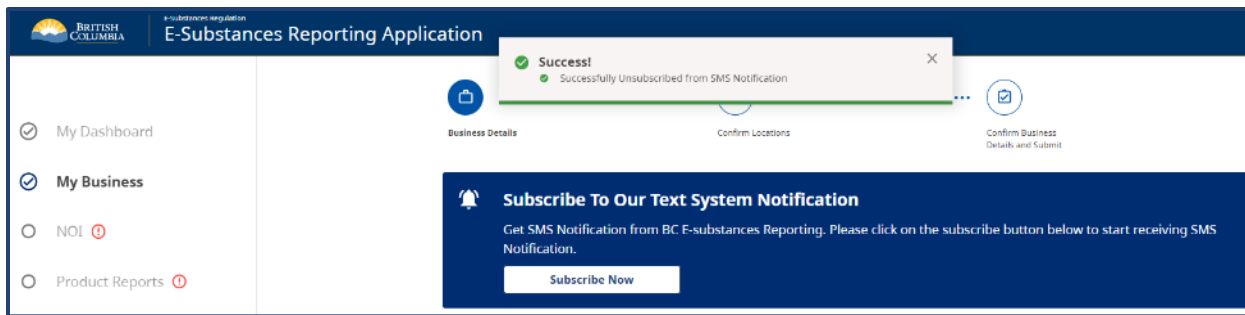 BRITISH
COLUMBIA
E-Substances Regulation
E-Substances Reporting Application
Success!
Successfully Unsubscribed from SMS Notification
Business Details
Confirm Locations
Confirm Business
Details and Submit
My Dashboard
My Business
NOI
Product Reports
Subscribe To Our Text System Notification
Get SMS Notification from BC E-substances Reporting. Please click on the subscribe button below to start receiving SMS
Notification.
Subscribe Now